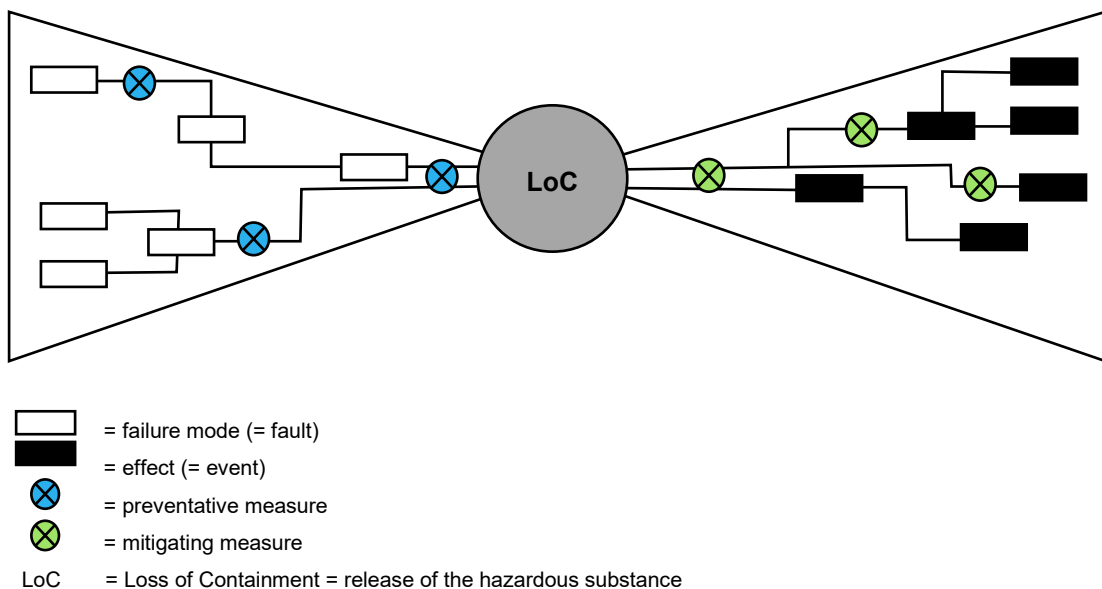 LoC
= failure mode (= fault)
= effect (= event)
= preventative measure
= mitigating measure
LoC = Loss of Containment = release of the hazardous substance